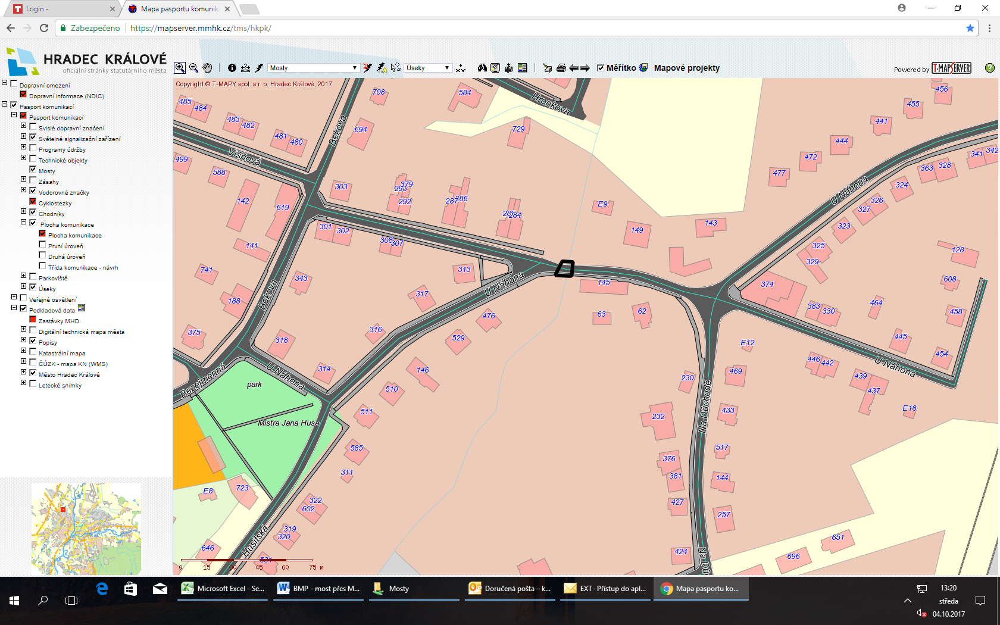 Login -
Mapa pasportu komunik
Zabezpečeno
https://mapserver.mmhk.cz/tms/hkpk/
HRADEC KRÁLOVÉ
oficiální stránky statutárního města
Mosty
Úseky
Měřítko
Mapové projekty
Powered by T-MAPSERVER
Copyright © T-MAPY spol. s r. o. Hradec Králové, 2017
Dopravní omezení
Dopravní informace (NDIC)
Pasport komunikací
Pasport komunikací
Svislé dopravní značení
Světelné signalizační zařízení
Programy údržby
Technické objekty
Mosty
Zásahy
Vodorovné značky
Cyklostezky
Chodníky
Plocha komunikace
Plocha komunikace
První úroveň
Druhá úroveň
Třída komunikace - návrh
Parkoviště
Úseky
Veřejné osvětlení
Podkladová data
Zastávky MHD
Digitální technická mapa města
Popisy
Katastrální mapa
ČÚZK - mapa KN (WMS)
Město Hradec Králové
Letecké snímky
485
484
483
482
481
480
499
588
142
619
141
741
188
375
343
318
708
694
584
729
Hronkova
Bekova
Višňová
303
379
293
292
287
286
285
284
E9
149
143
301
302
308
307
313
317
316
314
476
529
146
510
511
585
311
322
602
319
320
531
646
723
E8
park
Mistra Jana Husa
Bezejmenná
Bekova
U Náhona
U Náhona
Husitská
145
63
62
456
455
441
444
472
477
341
342
363
328
324
326
327
323
325
329
128
608
374
383
330
464
458
445
454
446
442
439
437
E18
E12
469
230
232
433
517
376
381
144
427
257
424
651
696
U Náhona
U Náhona
Na Důchodě
Na Dů
0 15 30 45 60 75 m
Microsoft Excel - Se...
BMP - most přes M...
Mosty
Doručená pošta – k...
EXT- Přístup do apl...
Mapa pasportu ko...
13:20
středa
04.10.2017